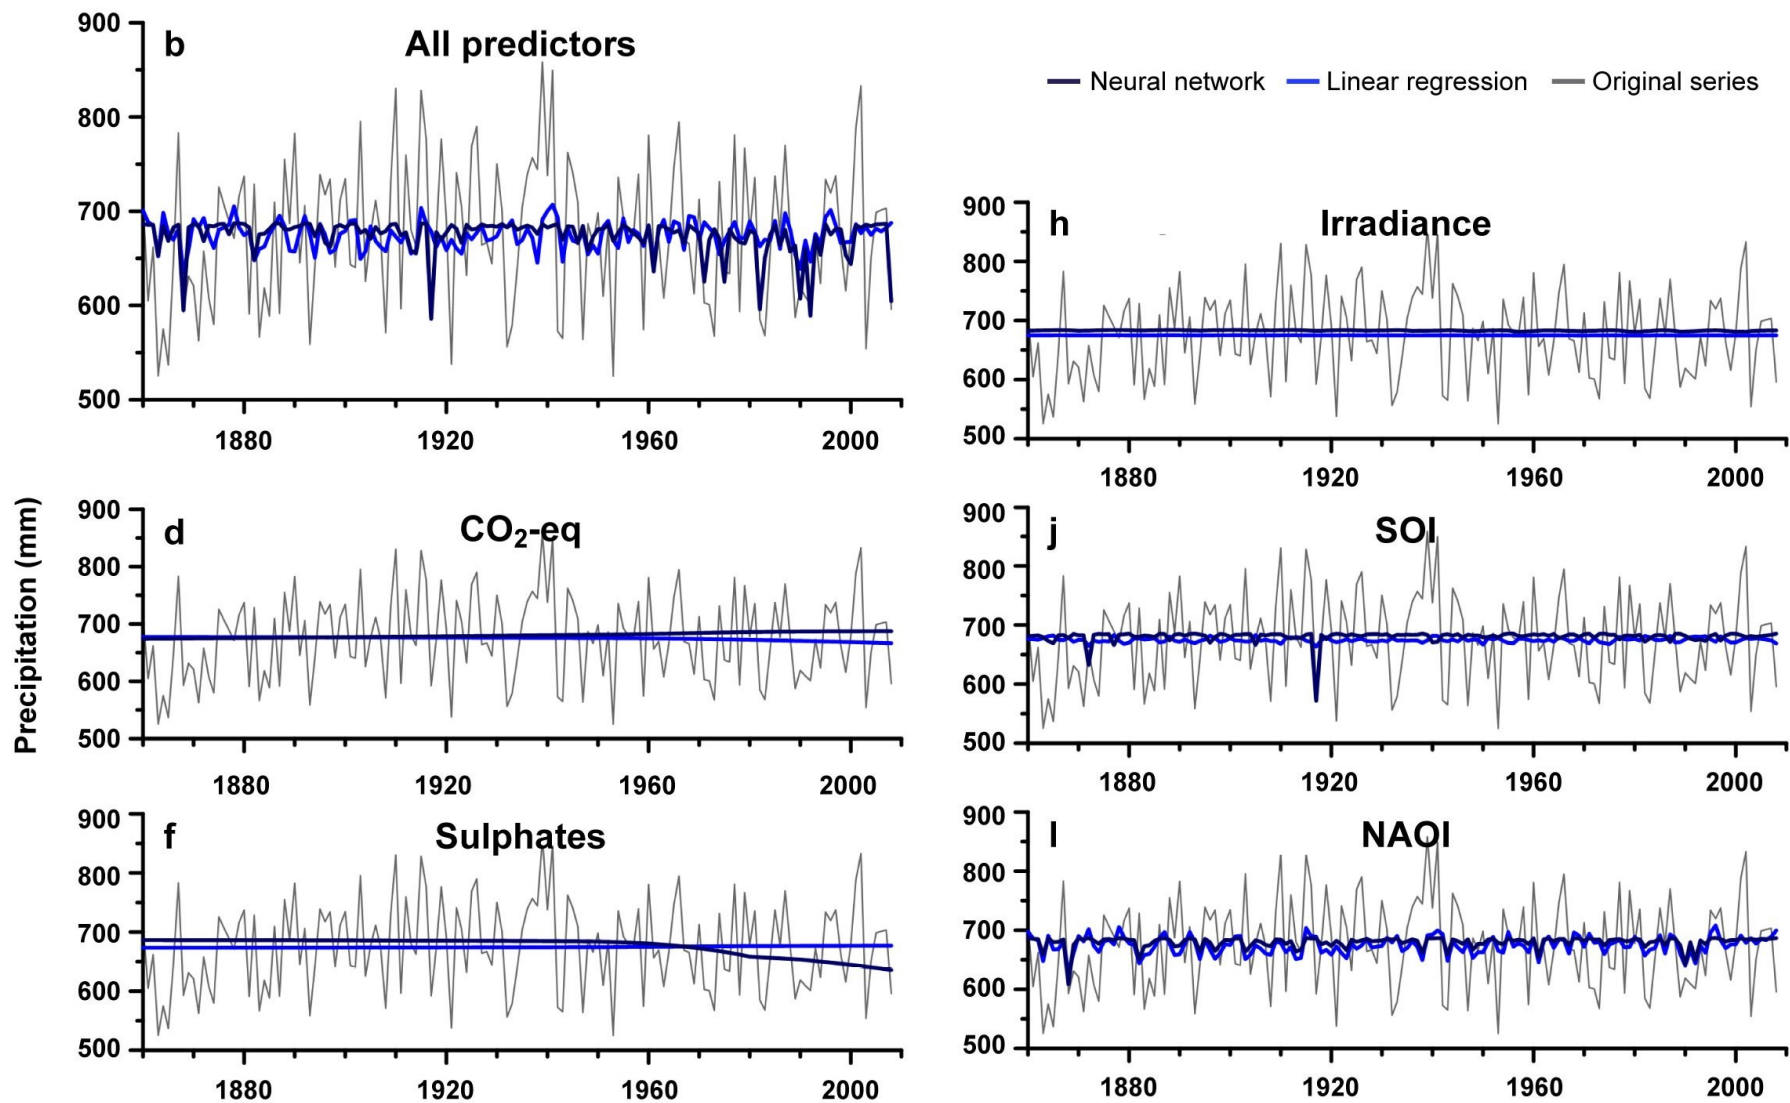 b All predictors
900
800
700
600
500
1880 1920 1960 2000
Neural network Linear regression Original series
h Irradiance
900
800
700
600
500
1880 1920 1960 2000
Precipitation (mm)
d CO₂-eq
900
800
700
600
500
1880 1920 1960 2000
j SOI
900
800
700
600
500
1880 1920 1960 2000
f Sulphates
900
800
700
600
500
1880 1920 1960 2000
l NAOI
900
800
700
600
500
1880 1920 1960 2000